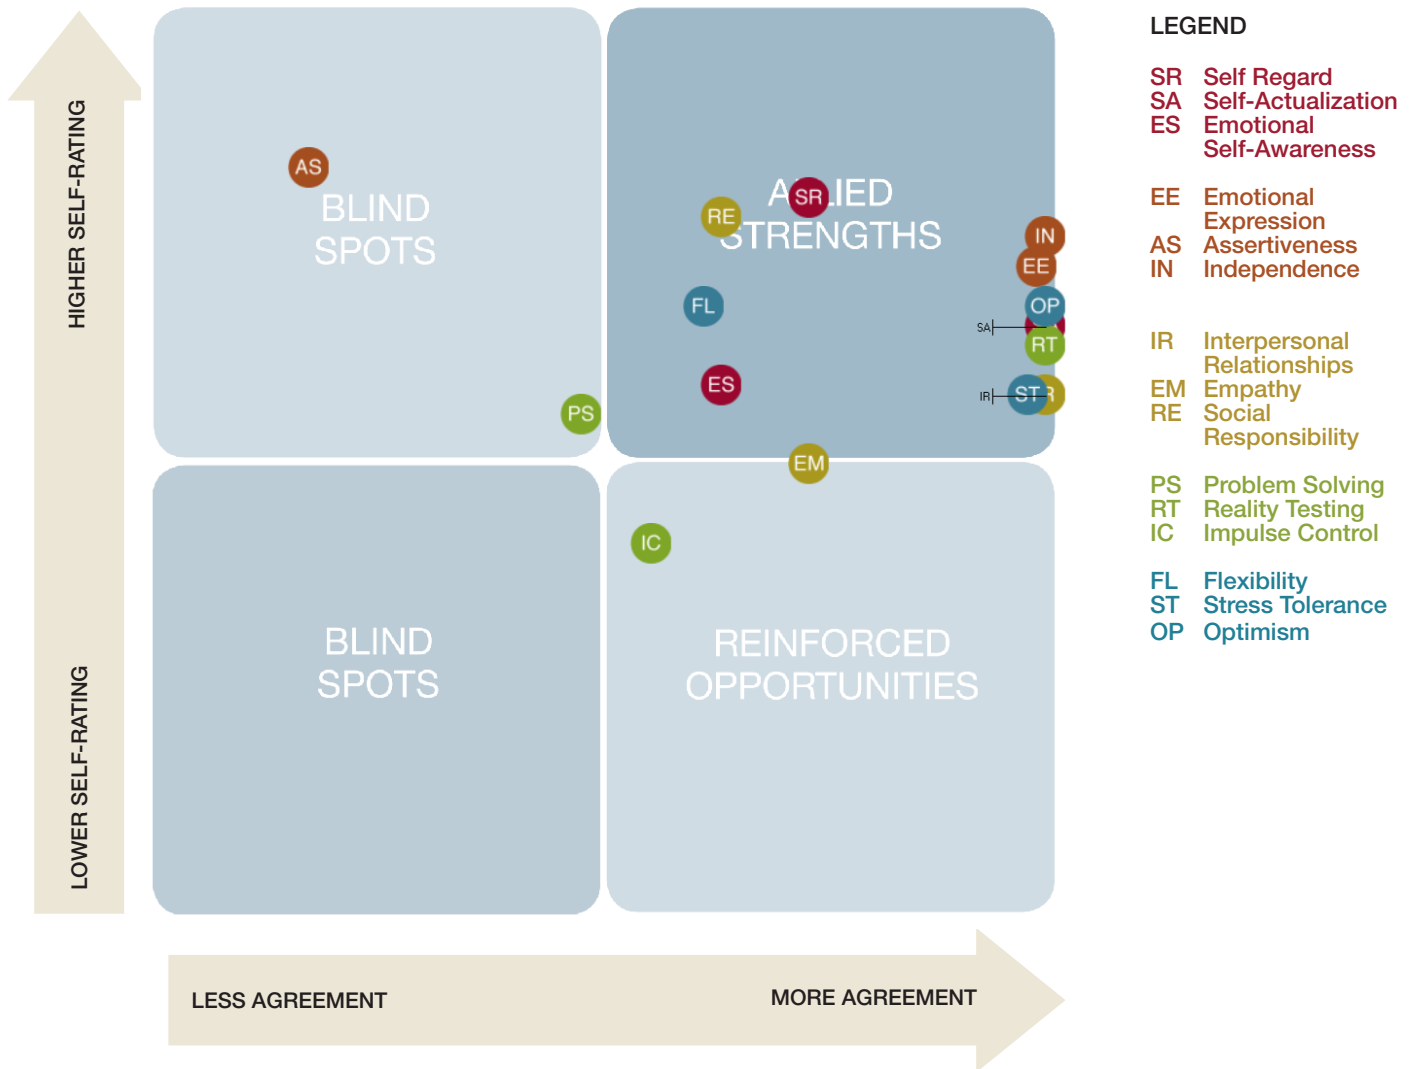 HIGHER SELF-RATING
LOWER SELF-RATING
AS
BLIND
SPOTS
PS
SR
RE
STRENGTHS
IN
EE
FL
OP
SA
RT
ES
IR
ST
EM
IC
BLIND
SPOTS
REINFORCED
OPPORTUNITIES
LESS AGREEMENT
MORE AGREEMENT
LEGEND
SR Self Regard
SA Self-Actualization
ES Emotional
Self-Awareness
EE Emotional
Expression
AS Assertiveness
IN Independence
IR Interpersonal
Relationships
EM Empathy
RE Social
Responsibility
PS Problem Solving
RT Reality Testing
IC Impulse Control
FL Flexibility
ST Stress Tolerance
OP Optimism